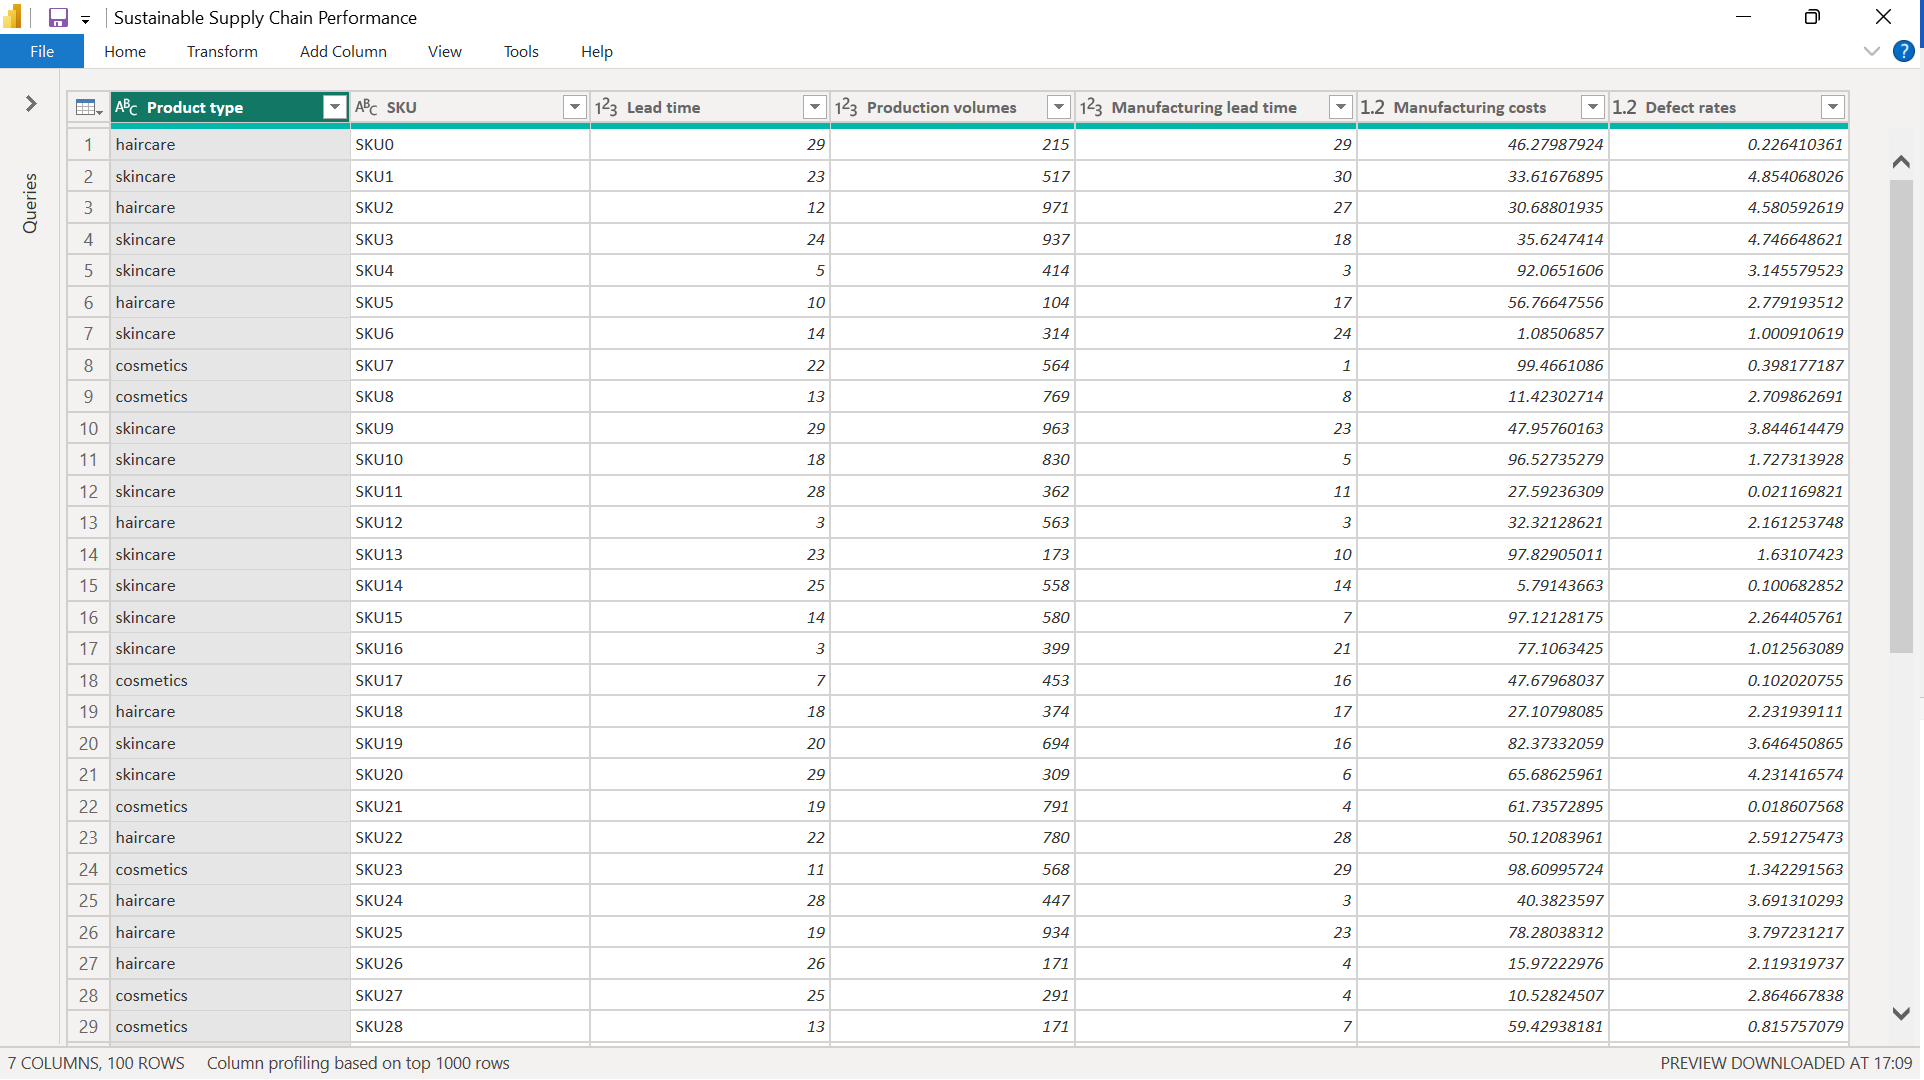 Sustainable Supply Chain Performance
File Home Transform Add Column View Tools Help ?
Queries
ABC Product type ABC SKU 123 Lead time 123 Production volumes 123 Manufacturing lead time 1.2 Manufacturing costs 1.2 Defect rates
1 haircare SKU0 29 215 29 46.27987924 0.226410361
2 skincare SKU1 23 517 30 33.61676895 4.854068026
3 haircare SKU2 12 971 27 30.68801935 4.580592619
4 skincare SKU3 24 937 18 35.6247414 4.746648621
5 skincare SKU4 5 414 3 92.0651606 3.145579523
6 haircare SKU5 10 104 17 56.76647556 2.779193512
7 skincare SKU6 14 314 24 1.08506857 1.000910619
8 cosmetics SKU7 22 564 1 99.4661086 0.398177187
9 cosmetics SKU8 13 769 8 11.42302714 2.709862691
10 skincare SKU9 29 963 23 47.95760163 3.844614479
11 skincare SKU10 18 830 5 96.52735279 1.727313928
12 skincare SKU11 28 362 11 27.59236309 0.021169821
13 haircare SKU12 3 563 3 32.32128621 2.161253748
14 skincare SKU13 23 173 10 97.82905011 1.63107423
15 skincare SKU14 25 558 14 5.79143663 0.100682852
16 skincare SKU15 14 580 7 97.12128175 2.264405761
17 skincare SKU16 3 399 21 77.1063425 1.012563089
18 cosmetics SKU17 7 453 16 47.67968037 0.102020755
19 haircare SKU18 18 374 17 27.10798085 2.231939111
20 skincare SKU19 20 694 16 82.37332059 3.646450865
21 skincare SKU20 29 309 6 65.68625961 4.231416574
22 cosmetics SKU21 19 791 4 61.73572895 0.018607568
23 haircare SKU22 22 780 28 50.12083961 2.591275473
24 cosmetics SKU23 11 568 29 98.60995724 1.342291563
25 haircare SKU24 28 447 3 40.3823597 3.691310293
26 haircare SKU25 19 934 23 78.28038312 3.797231217
27 haircare SKU26 26 171 4 15.97222976 2.119319737
28 cosmetics SKU27 25 291 4 10.52824507 2.864667838
29 cosmetics SKU28 13 171 7 59.42938181 0.815757079
7 COLUMNS, 100 ROWS Column profiling based on top 1000 rows PREVIEW DOWNLOADED AT 17:09